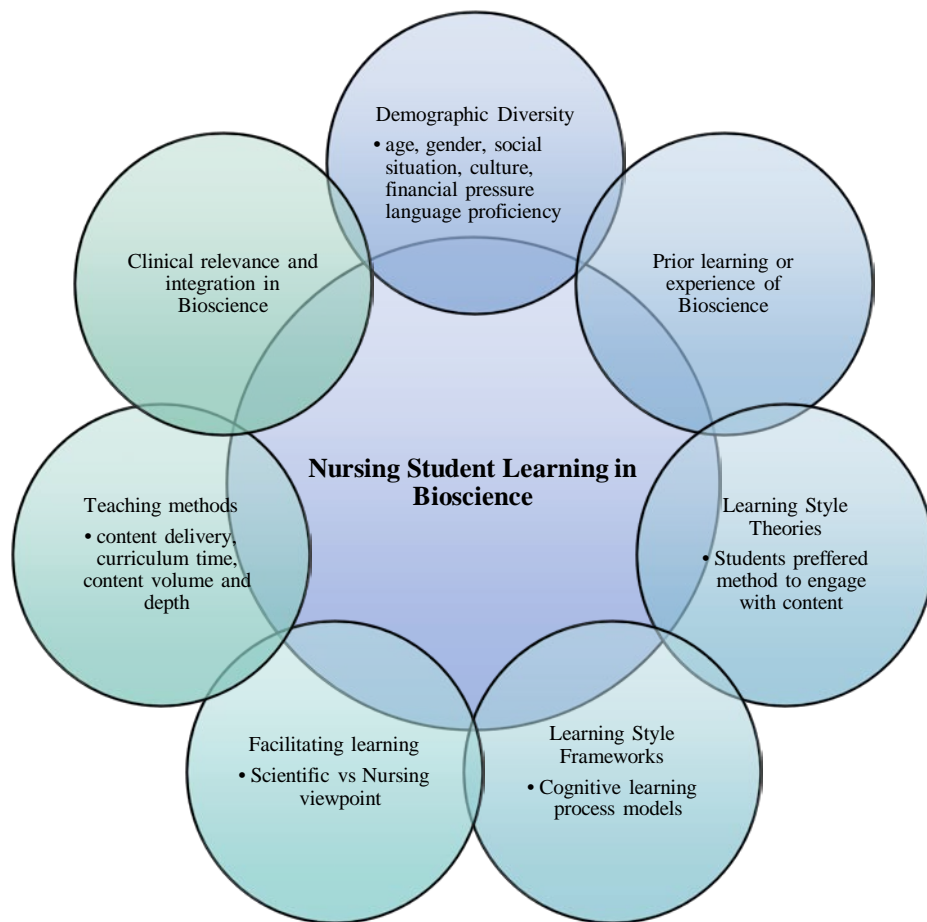 Demographic Diversity
• age, gender, social
situation, culture,
financial pressure
language proficiency
Prior learning or
experience of
Bioscience
Learning Style
Theories
• Students preffered
method to engage
with content
Learning Style
Frameworks
• Cognitive learning
process models
Facilitating learning
• Scientific vs Nursing
viewpoint
Teaching methods
• content delivery,
curriculum time,
content volume and
depth
Clinical relevance and
integration in
Bioscience
Nursing Student Learning in
Bioscience